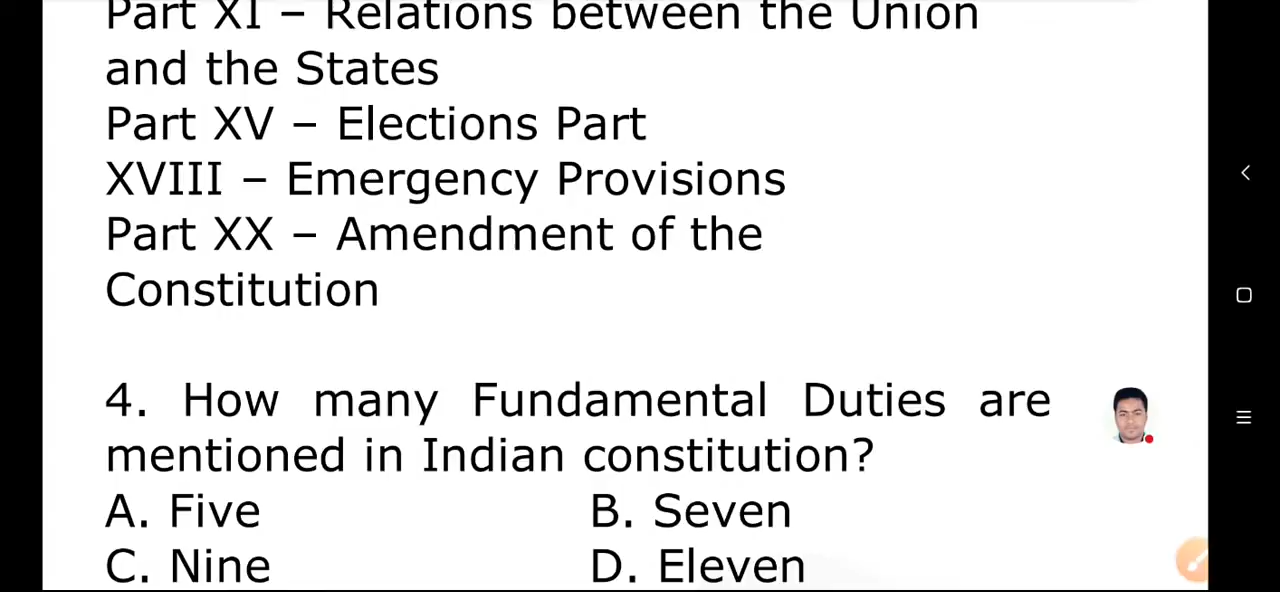 Part XI – Relations between the Union
and the States
Part XV – Elections Part
XVIII – Emergency Provisions
Part XX – Amendment of the
Constitution
4. How many Fundamental Duties are
mentioned in Indian constitution?
A. Five B. Seven
C. Nine D. Eleven